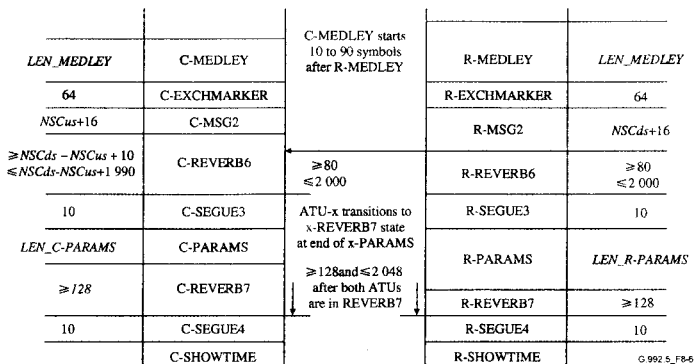 C-MEDLEY starts
10 to 90 symbols
after R-MEDLEY
LEN_MEDLEY C-MEDLEY R-MEDLEY LEN_MEDLEY
64 C-EXCHMARKER R-EXCHMARKER 64
NSCus+16 C-MSG2 R-MSG2 NSCds+16
≥NSCds – NSCus + 10
≤NSCds-NSCus+1 990
C-REVERB6
≥80
≤2 000
R-REVERB6
≥80
≤2 000
10 C-SEGUE3 R-SEGUE3 10
ATU-x transitions to
x-REVERB7 state
at end of x-PARAMS
LEN_C-PARAMS C-PARAMS R-PARAMS LEN_R-PARAMS
≥128 C-REVERB7
≥128and≤2 048
after both ATUs
are in REVERB7
R-REVERB7 ≥128
10 C-SEGUE4 R-SEGUE4 10
C-SHOWTIME R-SHOWTIME
G.992.5_F8-6